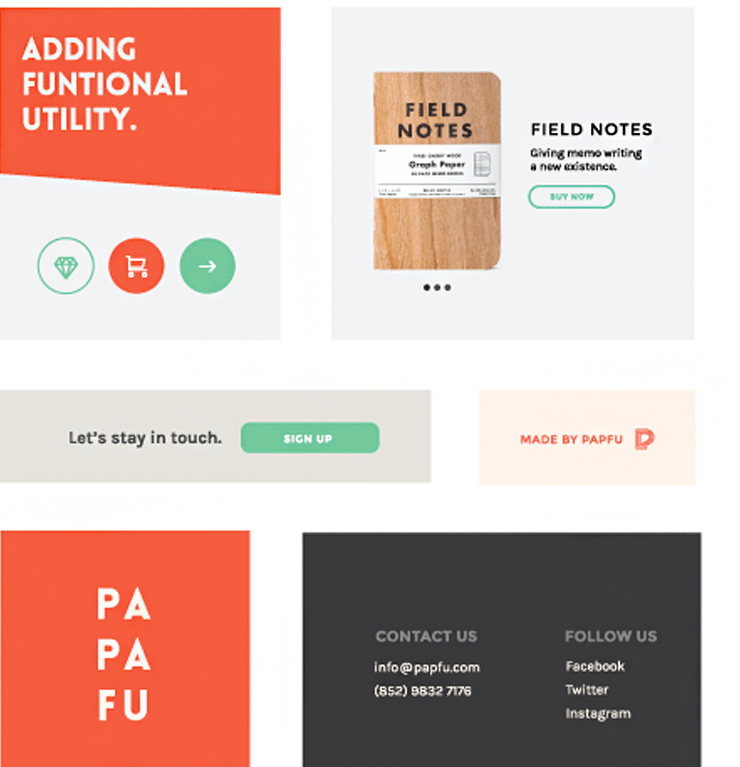 ADDING
FUNTIONAL
UTILITY.
FIELD
NOTES
Graph Paper
FIELD NOTES
Giving memo writing
a new existence.
BUY NOW
Let's stay in touch.
SIGN UP
MADE BY PAPFU
PA
PA
FU
CONTACT US
info@papfu.com
(852) 9832 7176
FOLLOW US
Facebook
Twitter
Instagram